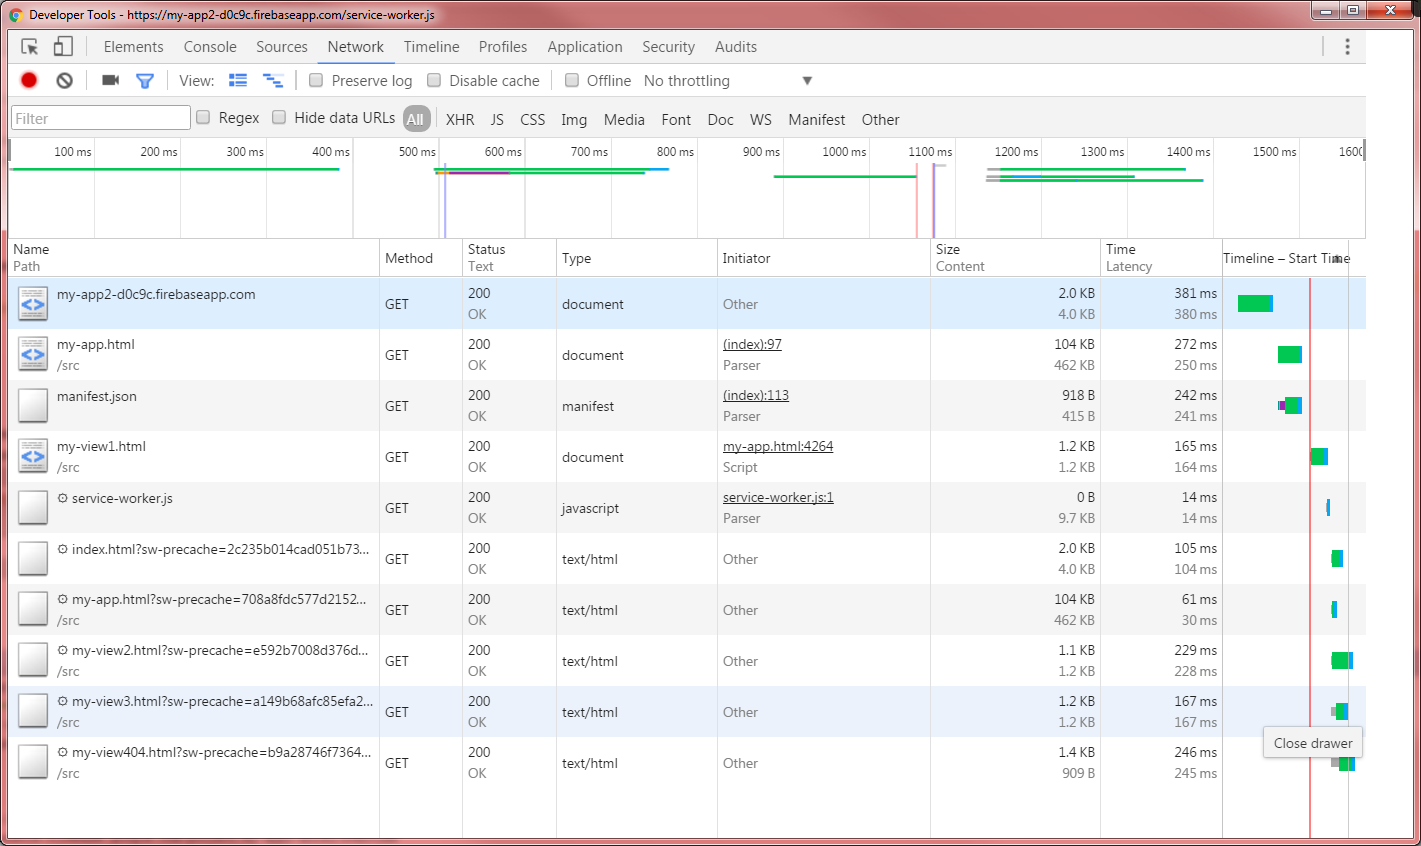 Developer Tools - https://my-app2-d0c9c.firebaseapp.com/service-worker.js
Elements Console Sources Network Timeline Profiles Application Security Audits
View: Preserve log Disable cache Offline No throttling
Filter Regex Hide data URLs All XHR JS CSS Img Media Font Doc WS Manifest Other
100 ms 200 ms 300 ms 400 ms 500 ms 600 ms 700 ms 800 ms 900 ms 1000 ms 1100 ms 1200 ms 1300 ms 1400 ms 1500 ms 1600
Name Method Status Type Initiator Size Time Timeline – Start Time
Path Text Content Latency
my-app2-d0c9c.firebaseapp.com GET 200 document Other 2.0 KB 381 ms
OK 4.0 KB 380 ms
my-app.html GET 200 document (index):97 104 KB 272 ms
/src OK Parser 462 KB 250 ms
manifest.json GET 200 manifest (index):113 918 B 242 ms
OK Parser 415 B 241 ms
my-view1.html GET 200 document my-app.html:4264 1.2 KB 165 ms
/src OK Script 1.2 KB 164 ms
service-worker.js GET 200 javascript service-worker.js:1 0 B 14 ms
OK Parser 9.7 KB 14 ms
index.html?sw-precache=2c235b014cad051b73... GET 200 text/html Other 2.0 KB 105 ms
OK 4.0 KB 104 ms
my-app.html?sw-precache=708a8fdc577d2152... GET 200 text/html Other 104 KB 61 ms
/src OK 462 KB 30 ms
my-view2.html?sw-precache=e592b7008d376d... GET 200 text/html Other 1.1 KB 229 ms
/src OK 1.2 KB 228 ms
my-view3.html?sw-precache=a149b68afc85efa2... GET 200 text/html Other 1.2 KB 167 ms
/src OK 1.2 KB 167 ms
Close drawer
my-view404.html?sw-precache=b9a28746f7364... GET 200 text/html Other 1.4 KB 246 ms
/src OK 909 B 245 ms